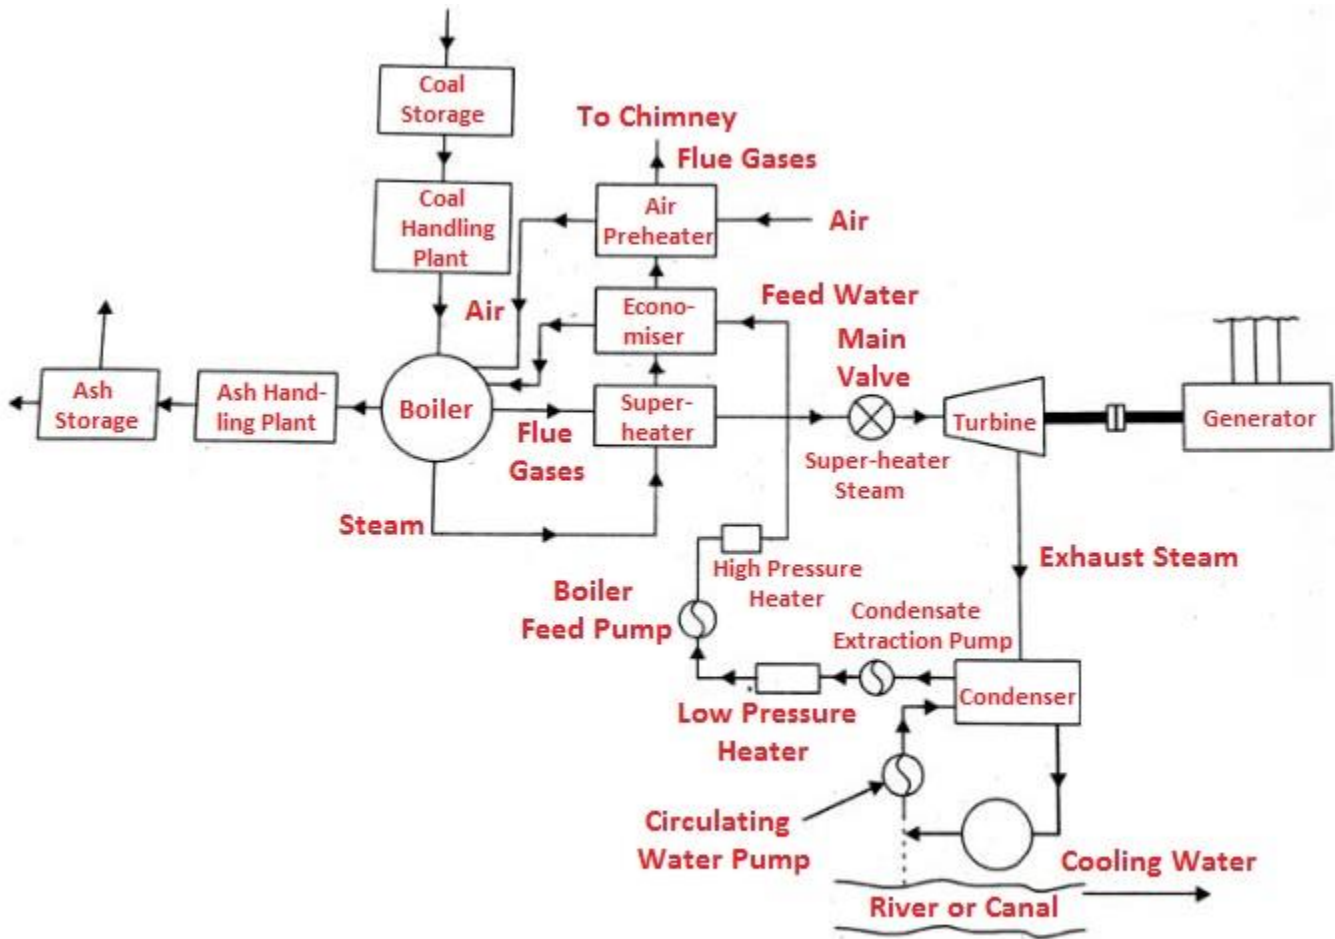 Coal
Storage
To Chimney
Flue Gases
Coal
Handling
Plant
Air
Preheater
Air
Feed Water
Air
Econo-
miser
Main
Valve
Ash
Storage
Ash Hand-
ling Plant
Boiler
Super-
heater
Turbine
Generator
Flue
Gases
Super-heater
Steam
Steam
Exhaust Steam
High Pressure
Heater
Boiler
Feed Pump
Condensate
Extraction Pump
Condenser
Low Pressure
Heater
Circulating
Water Pump
Cooling Water
River or Canal